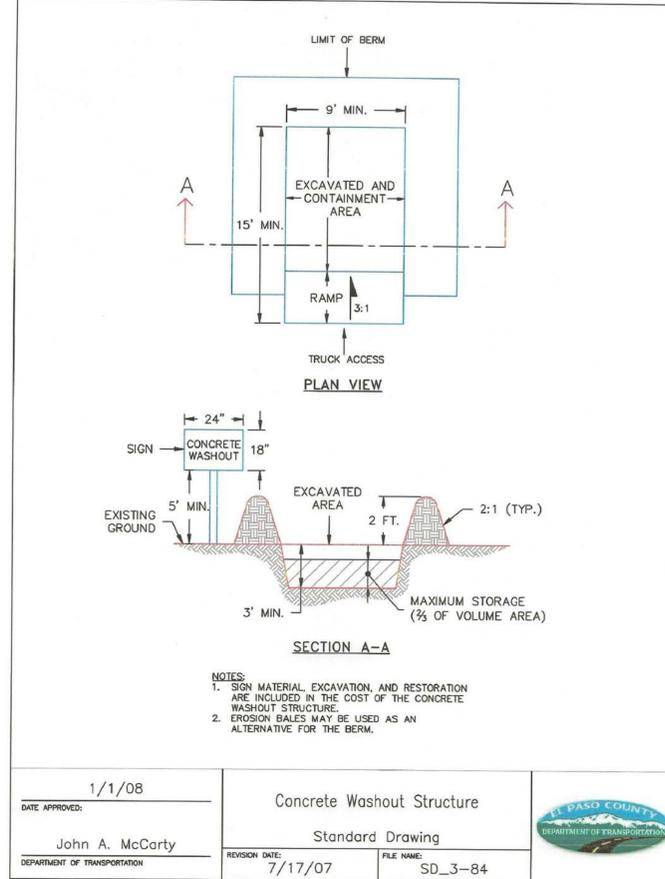 LIMIT OF BERM
9' MIN.
A
A
EXCAVATED AND
CONTAINMENT
AREA
15' MIN.
RAMP
3:1
TRUCK ACCESS
PLAN VIEW
24"
SIGN
CONCRETE
WASHOUT
18"
5' MIN.
EXCAVATED
AREA
2 FT.
2:1 (TYP.)
EXISTING
GROUND
3' MIN.
MAXIMUM STORAGE
(⅔ OF VOLUME AREA)
SECTION A-A
NOTES:
1. SIGN MATERIAL, EXCAVATION, AND RESTORATION
ARE INCLUDED IN THE COST OF THE CONCRETE
WASHOUT STRUCTURE.
2. EROSION BALES MAY BE USED AS AN
ALTERNATIVE FOR THE BERM.
1/1/08
DATE APPROVED:
John A. McCarty
DEPARTMENT OF TRANSPORTATION
Concrete Washout Structure
Standard Drawing
REVISION DATE:
7/17/07
FILE NAME:
SD_3-84
EL PASO COUNTY
DEPARTMENT OF TRANSPORTATION